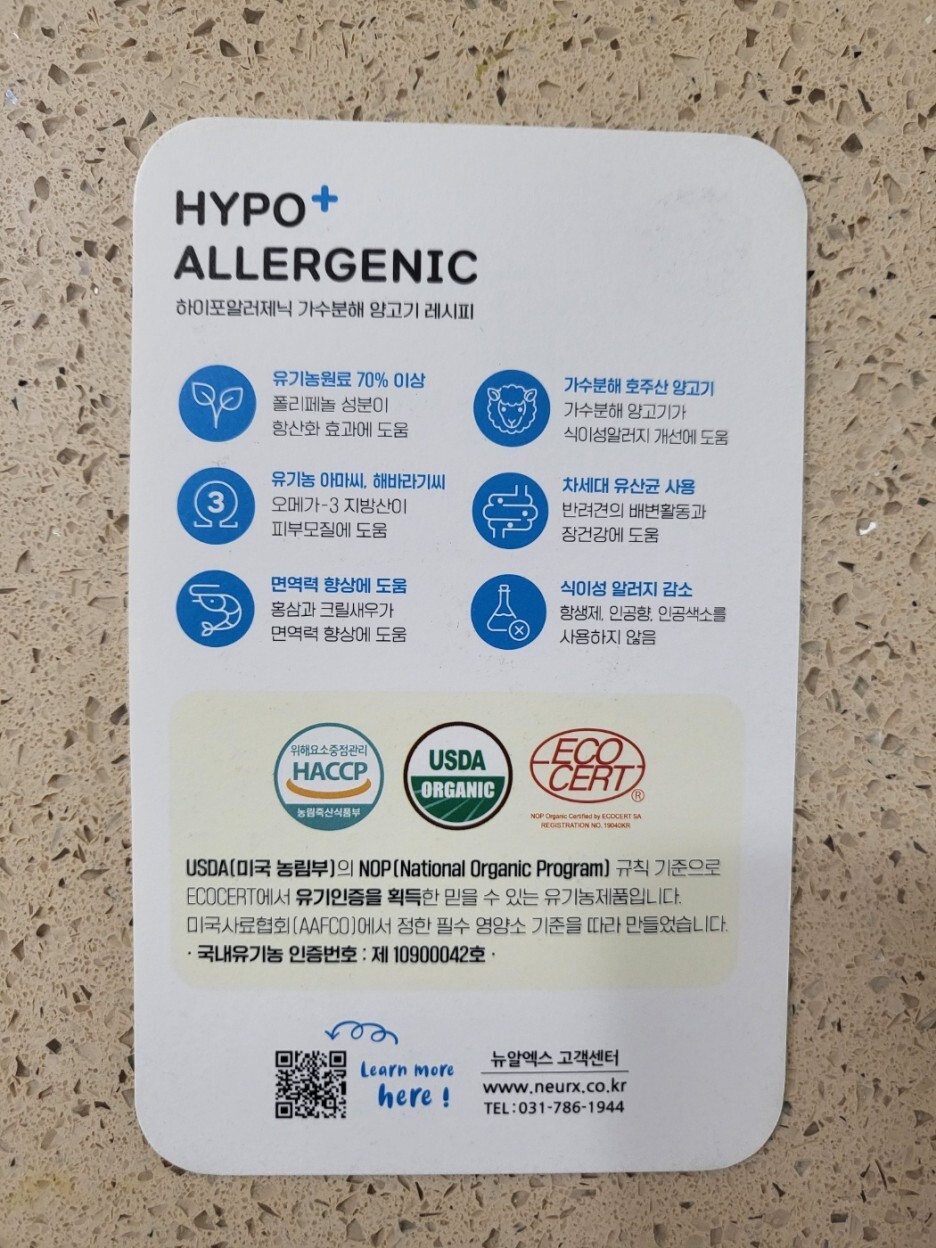 HYPO+
ALLERGENIC
하이포알러제닉 가수분해 양고기 레시피
유기농원료 70% 이상
폴리페놀 성분이
항산화 효과에 도움
가수분해 호주산 양고기
가수분해 양고기가
식이성알러지 개선에 도움
3
유기농 아마씨, 해바라기씨
오메가-3 지방산이
피부모질에 도움
차세대 유산균 사용
반려견의 배변활동과
장건강에 도움
면역력 향상에 도움
홍삼과 크릴새우가
면역력 향상에 도움
식이성 알러지 감소
항생제, 인공향, 인공색소를
사용하지 않음
위해요소중점관리
HACCP
농림축산식품부
USDA
ORGANIC
ECO
CERT
®
NOP Organic Certified by ECOCERT SA
REGISTRATION NO. 19040KR
USDA(미국 농림부)의 NOP(National Organic Program) 규칙 기준으로
ECOCERT에서 유기인증을 획득한 믿을 수 있는 유기농제품입니다.
미국사료협회(AAFCO)에서 정한 필수 영양소 기준을 따라 만들었습니다.
· 국내유기농 인증번호 : 제 10900042호 ·
Learn more
here !
뉴알엑스 고객센터
www.neurx.co.kr
TEL : 031-786-1944